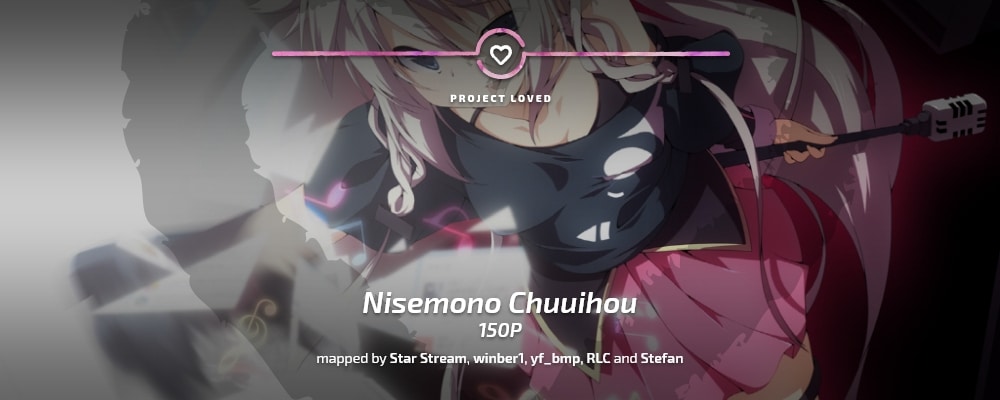 PROJECT LOVED
Nisemono Chuuihou
150P
mapped by Star Stream, winber1, yf_bmp, RLC and Stefan